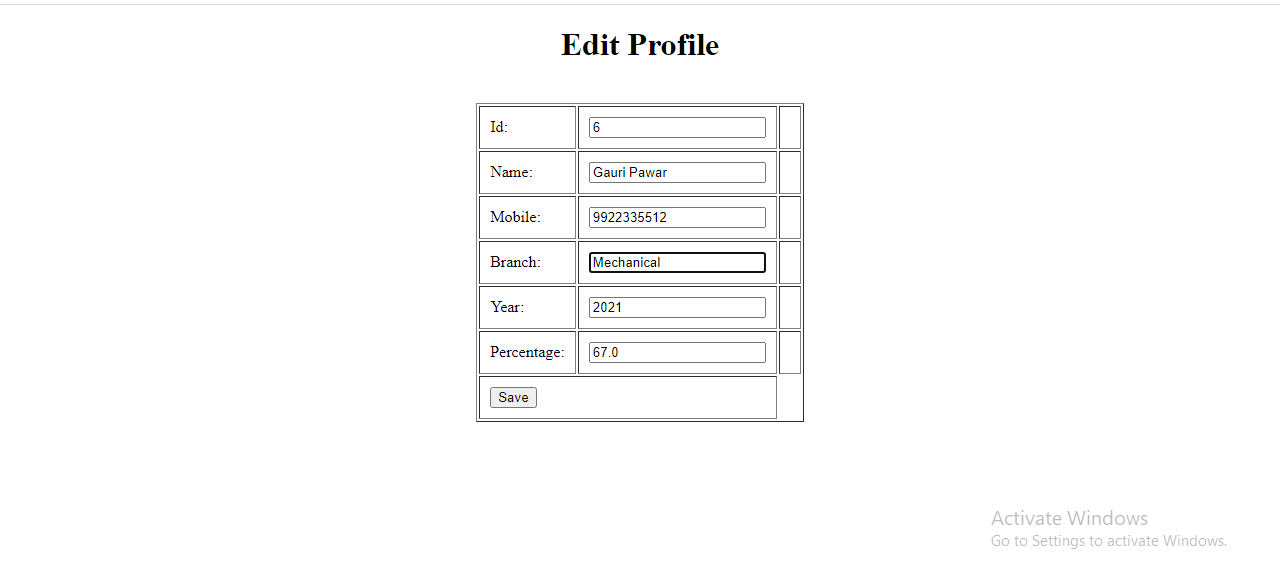 Edit Profile
Id: 6
Name: Gauri Pawar
Mobile: 9922335512
Branch: Mechanical
Year: 2021
Percentage: 67.0
Save
Activate Windows
Go to Settings to activate Windows.